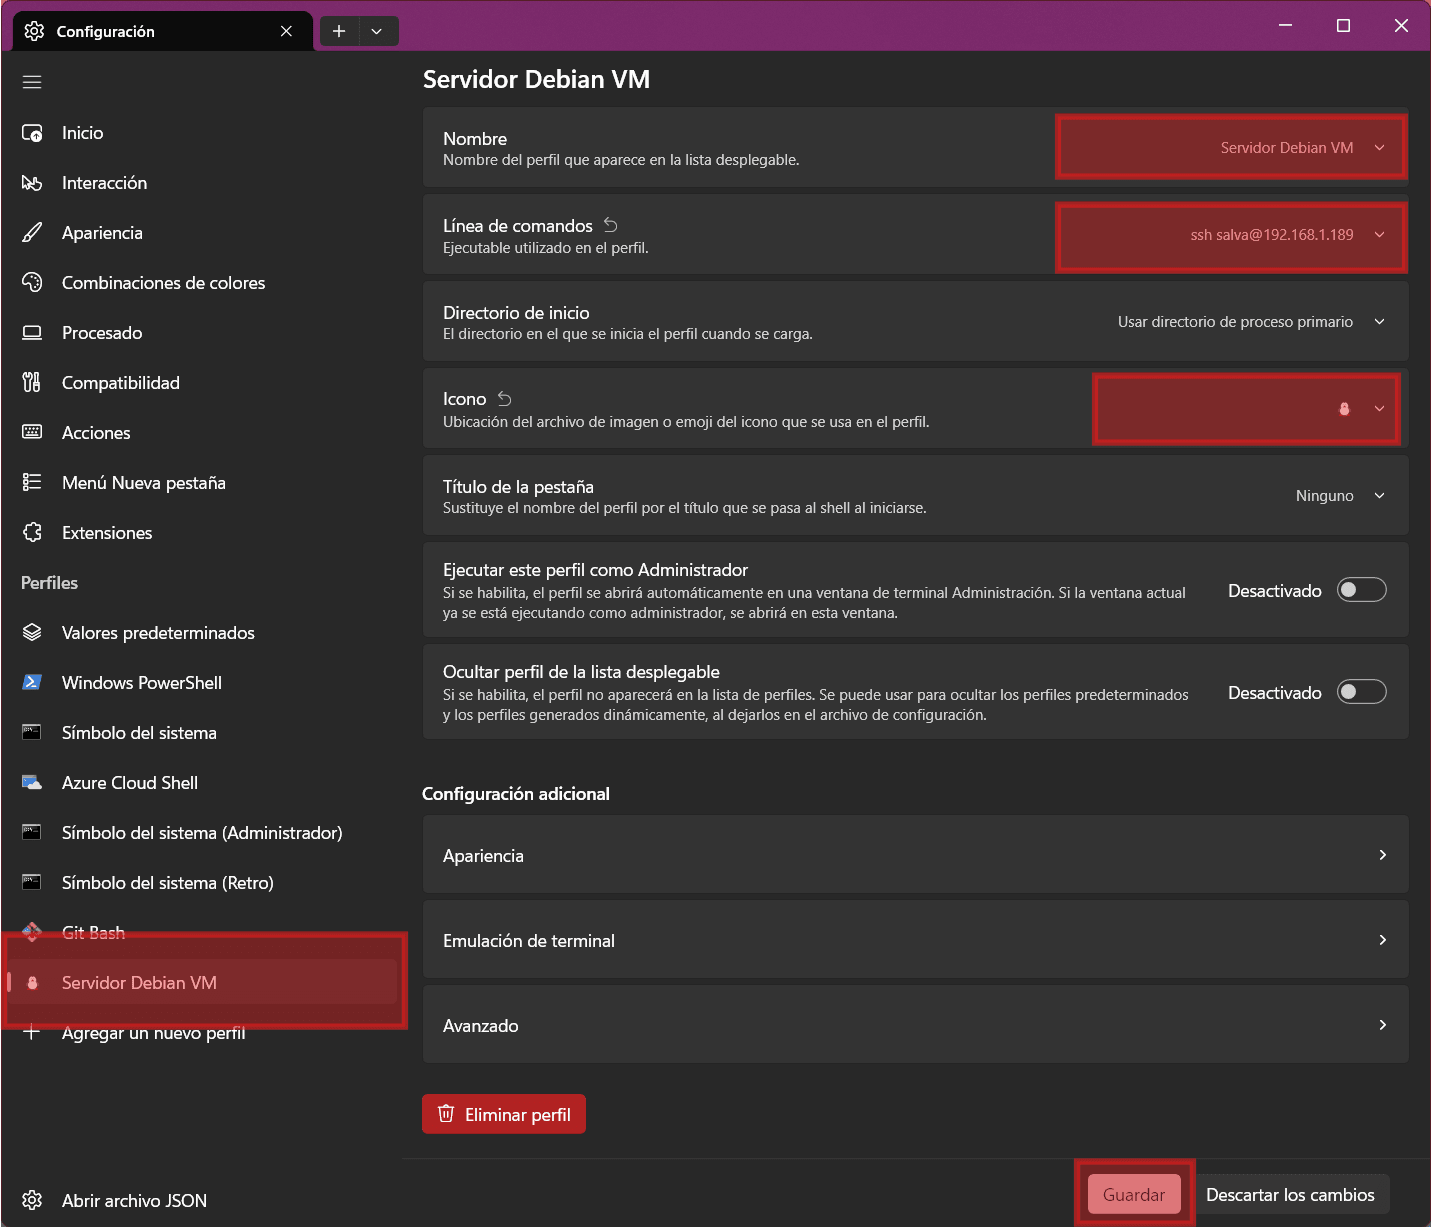 Configuración
Inicio
Interacción
Apariencia
Combinaciones de colores
Procesado
Compatibilidad
Acciones
Menú Nueva pestaña
Extensiones
Perfiles
Valores predeterminados
Windows PowerShell
Símbolo del sistema
Azure Cloud Shell
Símbolo del sistema (Administrador)
Símbolo del sistema (Retro)
Git Bash
Servidor Debian VM
Agregar un nuevo perfil
Abrir archivo JSON
Servidor Debian VM
Nombre
Nombre del perfil que aparece en la lista desplegable.
Servidor Debian VM
Línea de comandos
Ejecutable utilizado en el perfil.
ssh salva@192.168.1.189
Directorio de inicio
El directorio en el que se inicia el perfil cuando se carga.
Usar directorio de proceso primario
Icono
Ubicación del archivo de imagen o emoji del icono que se usa en el perfil.
Título de la pestaña
Sustituye el nombre del perfil por el título que se pasa al shell al iniciarse.
Ninguno
Ejecutar este perfil como Administrador
Si se habilita, el perfil se abrirá automáticamente en una ventana de terminal Administración. Si la ventana actual
ya se está ejecutando como administrador, se abrirá en esta ventana.
Desactivado
Ocultar perfil de la lista desplegable
Si se habilita, el perfil no aparecerá en la lista de perfiles. Se puede usar para ocultar los perfiles predeterminados
y los perfiles generados dinámicamente, al dejarlos en el archivo de configuración.
Desactivado
Configuración adicional
Apariencia
Emulación de terminal
Avanzado
Eliminar perfil
Guardar
Descartar los cambios